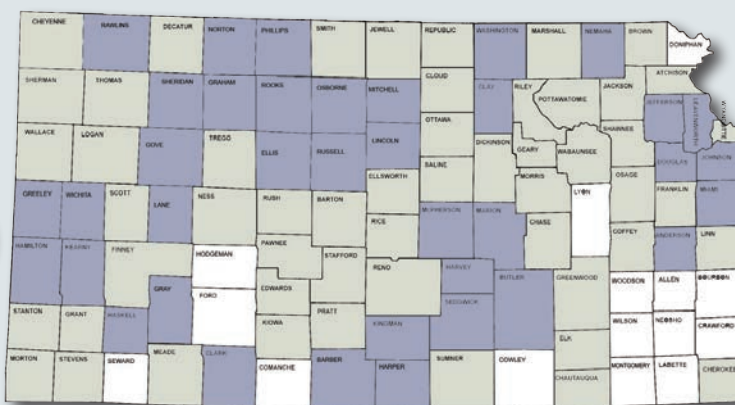 CHEYENNE RAWLINS DECATUR NORTON PHILLIPS SMITH JEWELL REPUBLIC WASHINGTON MARSHALL NEMAHA BROWN DONIPHAN
SHERMAN THOMAS SHERIDAN GRAHAM ROOKS OSBORNE MITCHELL CLOUD CLAY RILEY POTTAWATOMIE JACKSON ATCHISON
JEFFERSON LEAVENWORTH WYANDOTTE
WALLACE LOGAN GOVE TREGO ELLIS RUSSELL LINCOLN OTTAWA DICKINSON GEARY WABAUNSEE SHAWNEE DOUGLAS JOHNSON
ELLSWORTH SALINE MORRIS LYON OSAGE FRANKLIN MIAMI
GREELEY WICHITA SCOTT LANE NESS RUSH BARTON RICE MCPHERSON MARION CHASE COFFEY ANDERSON LINN
HAMILTON KEARNY FINNEY HODGEMAN PAWNEE STAFFORD RENO HARVEY BUTLER GREENWOOD WOODSON ALLEN BOURBON
GRAY FORD EDWARDS SEDGWICK
STANTON GRANT HASKELL KIOWA PRATT KINGMAN ELK WILSON NEOSHO CRAWFORD
MORTON STEVENS SEWARD MEADE CLARK COMANCHE BARBER HARPER SUMNER COWLEY CHAUTAUQUA MONTGOMERY LABETTE CHEROKEE